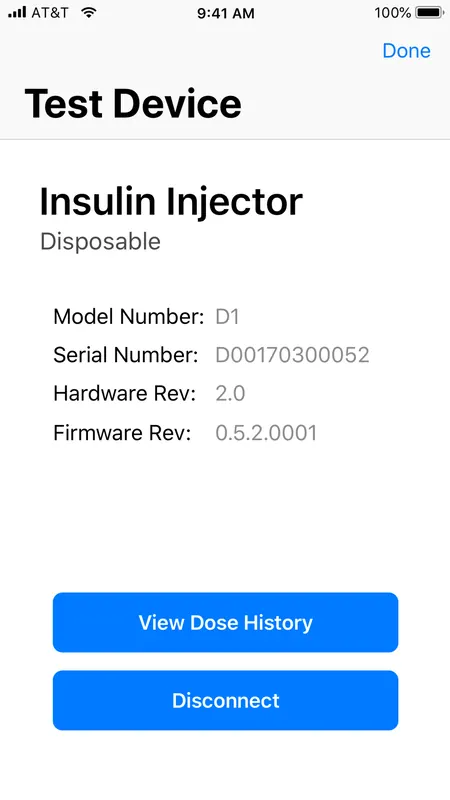 AT&T 9:41 AM 100%
Done
Test Device
Insulin Injector
Disposable
Model Number: D1
Serial Number: D00170300052
Hardware Rev: 2.0
Firmware Rev: 0.5.2.0001
View Dose History
Disconnect